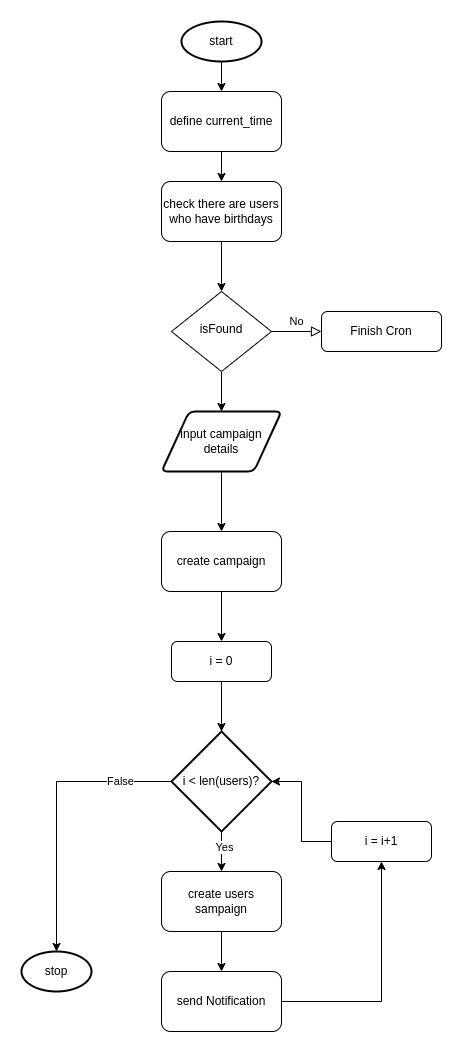 start
define current_time
check there are users
who have birthdays
isFound
No
Finish Cron
input campaign
details
create campaign
i = 0
i < len(users)?
False
Yes
i = i+1
create users
sampaign
stop
send Notification